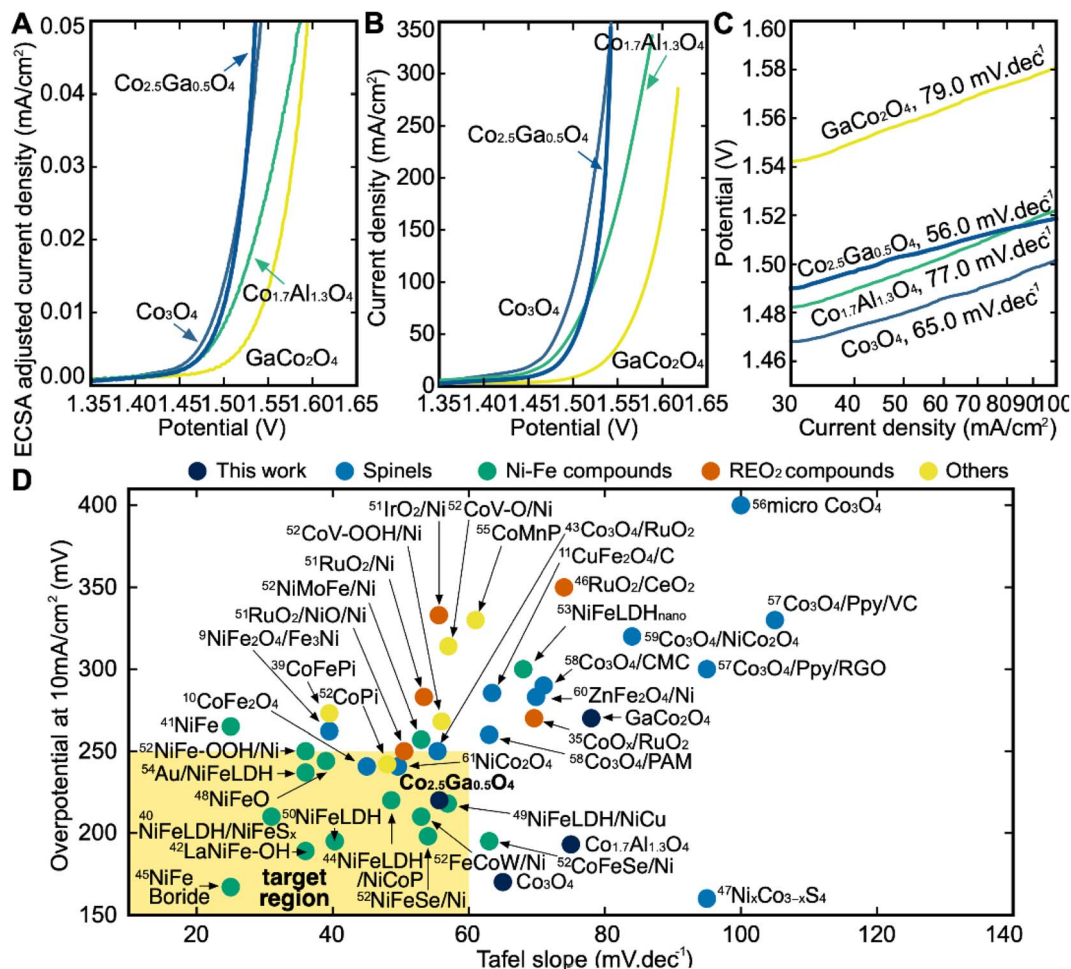 A
ECSA adjusted current density (mA/cm²)
0.05
0.04
0.03
0.02
0.01
0.00
Co₂.₅Ga₀.₅O₄
Co₃O₄
Co₁.₇Al₁.₃O₄
GaCo₂O₄
1.35 1.40 1.45 1.50 1.55 1.60 1.65
Potential (V)
B
Current density (mA/cm²)
350
300
250
200
150
100
50
0
Co₁.₇Al₁.₃O₄
Co₂.₅Ga₀.₅O₄
Co₃O₄
GaCo₂O₄
1.35 1.40 1.45 1.50 1.55 1.60 1.65
Potential (V)
C
Potential (V)
1.60
1.58
1.54
1.52
1.50
1.48
1.46
GaCo₂O₄, 79.0 mV.dec⁻¹
Co₂.₅Ga₀.₅O₄, 56.0 mV.dec⁻¹
Co₁.₇Al₁.₃O₄, 77.0 mV.dec⁻¹
Co₃O₄, 65.0 mV.dec⁻¹
30 40 50 60 70 80 90 100
Current density (mA/cm²)
This work Spinels Ni-Fe compounds REO₂ compounds Others
D
Overpotential at 10mA/cm² (mV)
400
350
300
250
200
150
⁵¹IrO₂/Ni
⁵²CoV-O/Ni
⁵⁶micro Co₃O₄
⁵²CoV-OOH/Ni
⁵⁵CoMnP
⁴³Co₃O₄/RuO₂
¹¹CuFe₂O₄/C
⁵¹RuO₂/Ni
⁴⁶RuO₂/CeO₂
⁵²NiMoFe/Ni
⁵³NiFeLDHnano
⁵⁷Co₃O₄/Ppy/VC
⁵¹RuO₂/NiO/Ni
⁵⁹Co₃O₄/NiCo₂O₄
⁹NiFe₂O₄/Fe₃Ni
⁵⁸Co₃O₄/CMC
⁵⁷Co₃O₄/Ppy/RGO
³⁹CoFePi
⁶⁰ZnFe₂O₄/Ni
⁵²CoPi
¹⁰CoFe₂O₄
GaCo₂O₄
⁴¹NiFe
³⁵CoOₓ/RuO₂
⁵²NiFe-OOH/Ni
⁵⁸Co₃O₄/PAM
⁶¹NiCo₂O₄
⁵⁴Au/NiFeLDH
Co₂.₅Ga₀.₅O₄
⁴⁸NiFeO
⁵⁰NiFeLDH
⁴⁹NiFeLDH/NiCu
⁴⁰
NiFeLDH/NiFeSₓ
⁴²LaNiFe-OH
⁴⁴NiFeLDH
/NiCoP
⁵²FeCoW/Ni
⁵²CoFeSe/Ni
Co₁.₇Al₁.₃O₄
⁴⁵NiFe
Boride
target
region
⁵²NiFeSe/Ni
Co₃O₄
⁴⁷NiₓCo₃₋ₓS₄
20 40 60 80 100 120 140
Tafel slope (mV.dec⁻¹)